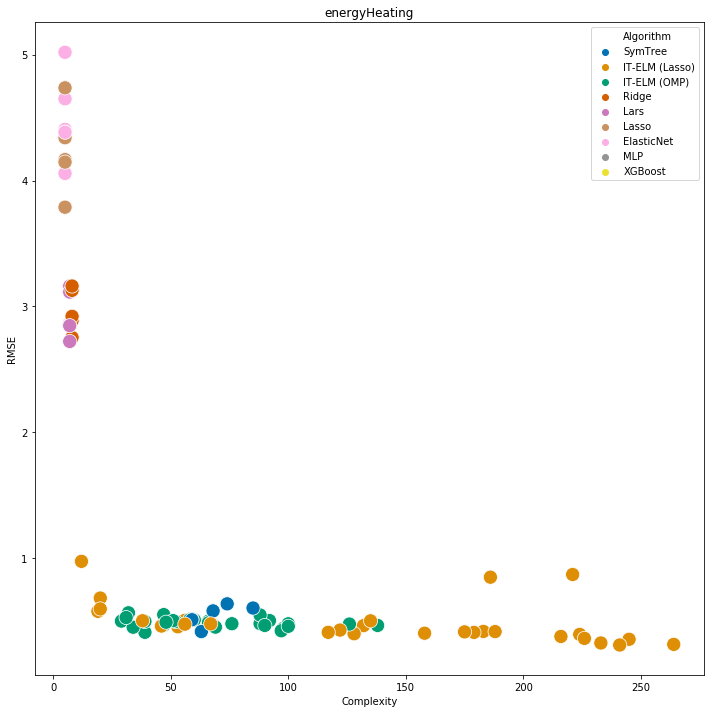 energyHeating
Algorithm
SymTree
IT-ELM (Lasso)
IT-ELM (OMP)
Ridge
Lars
Lasso
ElasticNet
MLP
XGBoost
5
4
3
2
1
RMSE
0 50 100 150 200 250
Complexity